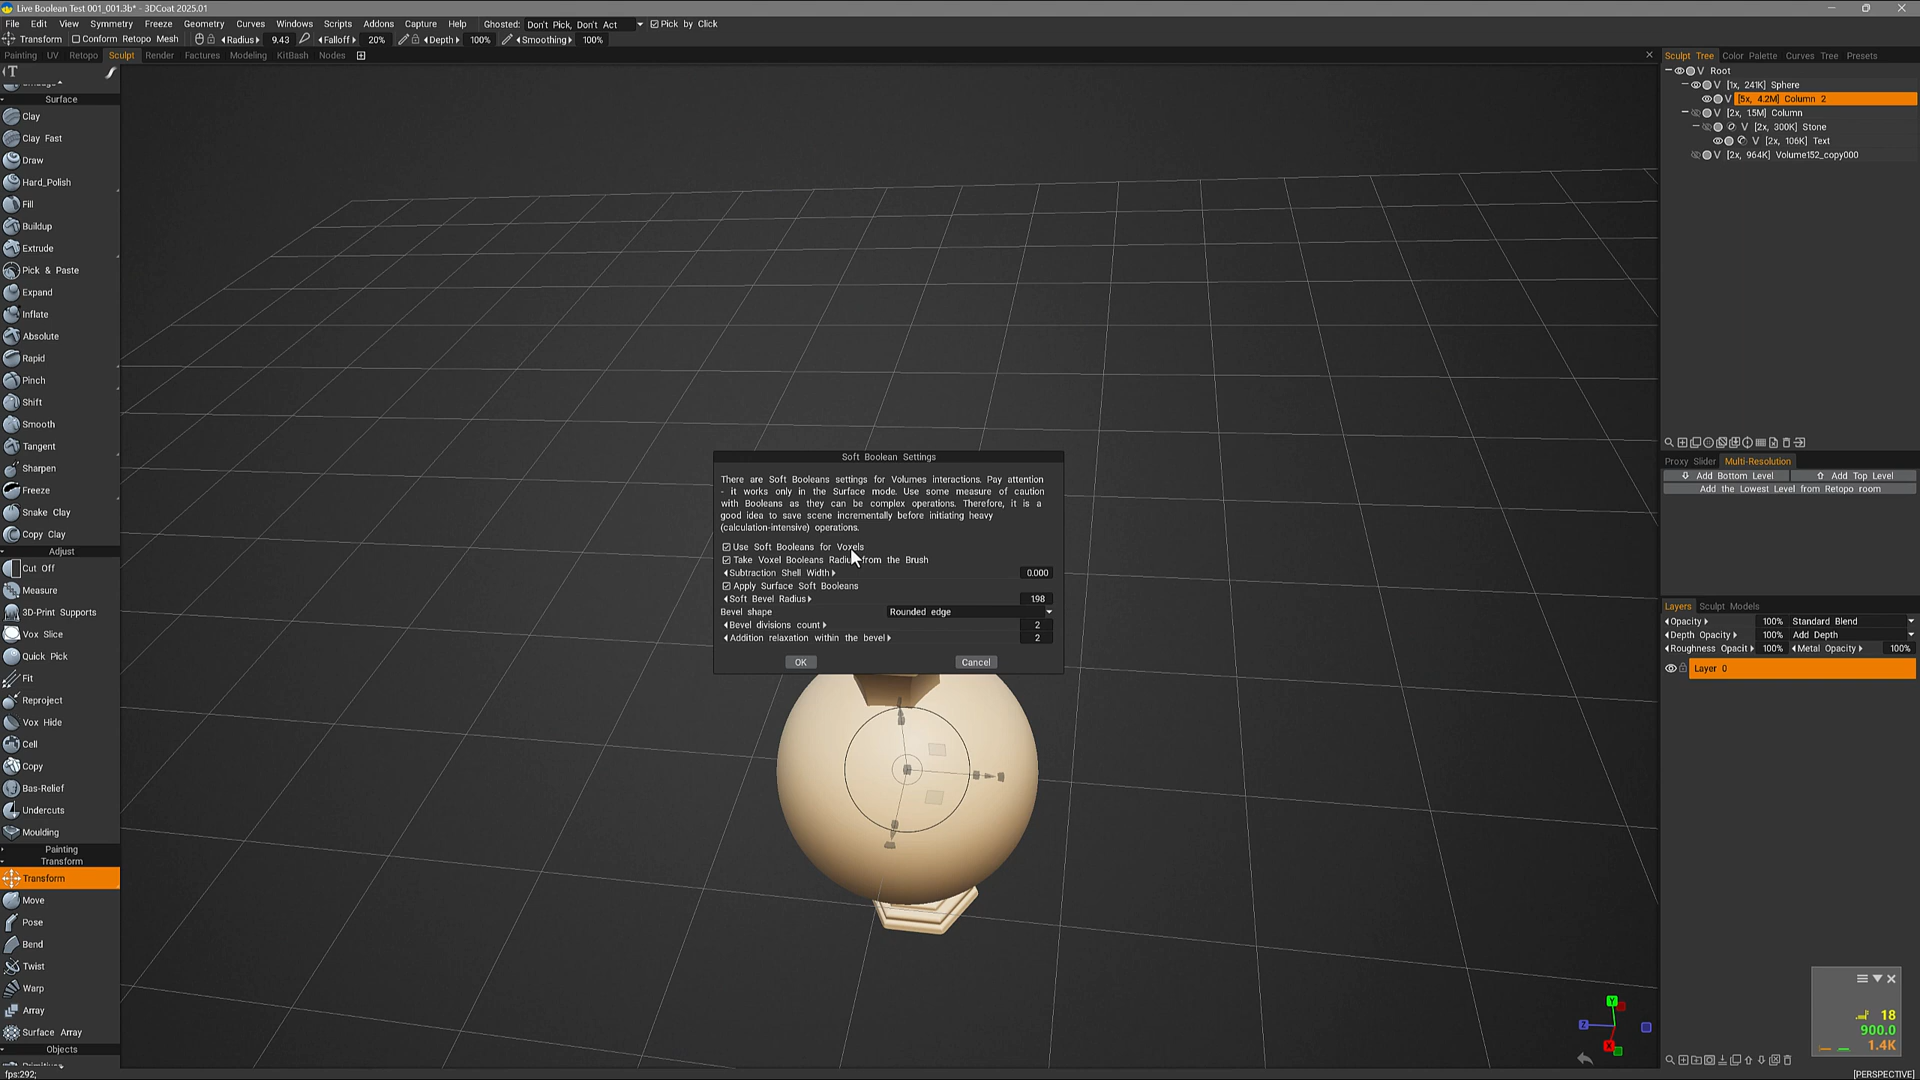 Live Boolean Test 001_001.3b* - 3DCoat 2025.01
File Edit View Symmetry Freeze Geometry Curves Windows Scripts Addons Capture Help Ghosted: Don't Pick, Don't Act Pick by Click
Transform Conform Retopo Mesh Radius 9.43 Falloff 20% Depth 100% Smoothing 100%
Painting UV Retopo Sculpt Render Factures Modeling KitBash Nodes
Surface
Clay
Clay Fast
Draw
Hard_Polish
Fill
Buildup
Extrude
Pick & Paste
Expand
Inflate
Absolute
Rapid
Pinch
Shift
Smooth
Tangent
Sharpen
Freeze
Snake Clay
Copy Clay
Adjust
Cut Off
Measure
3D-Print Supports
Vox Slice
Quick Pick
Fit
Reproject
Vox Hide
Cell
Copy
Bas-Relief
Undercuts
Moulding
Painting
Transform
Transform
Move
Pose
Bend
Twist
Warp
Array
Surface Array
Objects
fps:292;
Soft Boolean Settings
There are Soft Booleans settings for Volumes interactions. Pay attention
- it works only in the Surface mode. Use some measure of caution
with Booleans as they can be complex operations. Therefore, it is a
good idea to save scene incrementally before initiating heavy
(calculation-intensive) operations.
Use Soft Booleans for Voxels
Take Voxel Booleans Radius from the Brush
Subtraction Shell Width 0.000
Apply Surface Soft Booleans
Soft Bevel Radius 198
Bevel shape Rounded edge
Bevel divisions count 2
Addition relaxation within the bevel 2
OK Cancel
Sculpt Tree Color Palette Curves Tree Presets
V Root
V [1x, 241K] Sphere
V [5x, 4.2M] Column 2
V [2x, 1.5M] Column
V [2x, 300K] Stone
V [2x, 106K] Text
V [2x, 964K] Volume152_copy000
Proxy Slider Multi-Resolution
Add Bottom Level Add Top Level
Add the Lowest Level from Retopo room
Layers Sculpt Models
Opacity 100% Standard Blend
Depth Opacity 100% Add Depth
Roughness Opacit 100% Metal Opacity 100%
Layer 0
18
900.0
1.4K
Y
Z
X
[PERSPECTIVE]